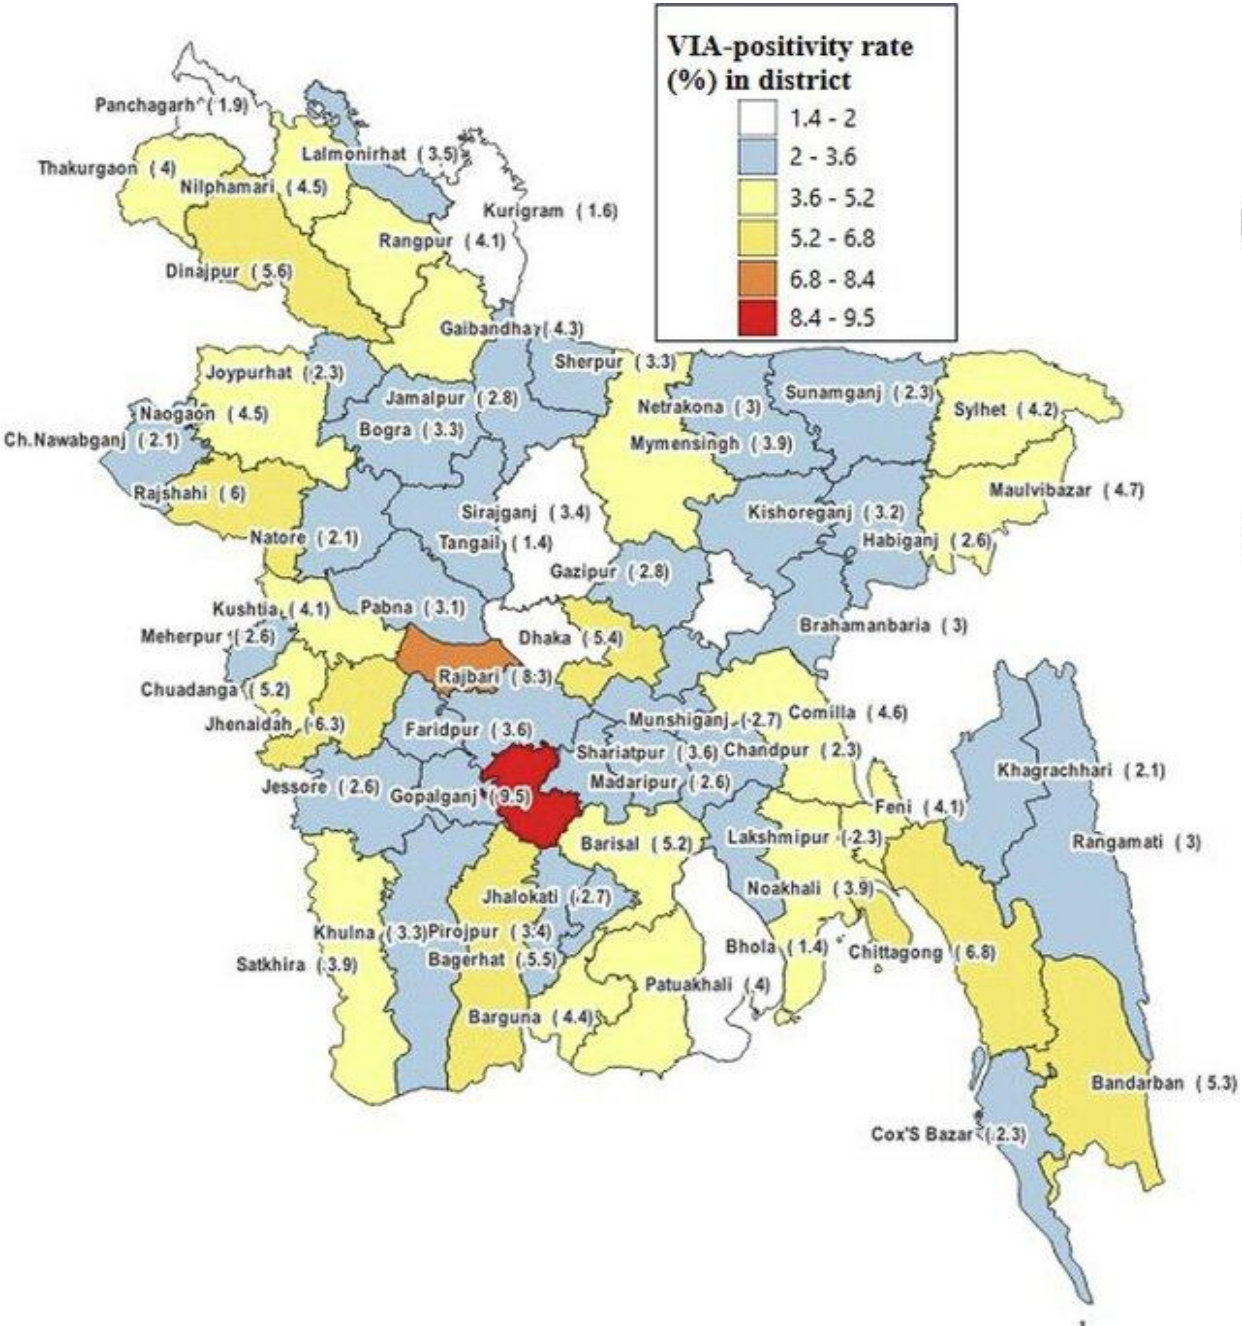 VIA-positivity rate
(%) in district
1.4 - 2
2 - 3.6
3.6 - 5.2
5.2 - 6.8
6.8 - 8.4
8.4 - 9.5
Panchagarh^( 1.9)
Lalmonirhat ( 3.5)
Thakurgaon ( 4)
Nilphamari ( 4.5)
Kurigram ( 1.6)
Rangpur ( 4.1)
Dinajpur ( 5.6)
Gaibandha ( 4.3)
Sherpur ( 3.3)
Joypurhat ( 2.3)
Jamalpur ( 2.8)
Sunamganj ( 2.3)
Netrakona ( 3)
Sylhet ( 4.2)
Naogaon ( 4.5)
Bogra ( 3.3)
Ch.Nawabganj ( 2.1)
Mymensingh ( 3.9)
Rajshahi ( 6)
Maulvibazar ( 4.7)
Sirajganj ( 3.4)
Kishoreganj ( 3.2)
Natore ( 2.1)
Tangail ( 1.4)
Habiganj ( 2.6)
Gazipur ( 2.8)
Kushtia ( 4.1)
Pabna ( 3.1)
Meherpur ( 2.6)
Dhaka ( 5.4)
Brahamanbaria ( 3)
Rajbari ( 8.3)
Chuadanga ( 5.2)
Jhenaidah ( 6.3)
Faridpur ( 3.6)
Munshiganj ( 2.7)
Comilla ( 4.6)
Shariatpur ( 3.6)
Chandpur ( 2.3)
Khagrachhari ( 2.1)
Jessore ( 2.6)
Gopalganj ( 9.5)
Madaripur ( 2.6)
Feni ( 4.1)
Barisal ( 5.2)
Lakshmipur ( 2.3)
Rangamati ( 3)
Jhalokati ( 2.7)
Noakhali ( 3.9)
Khulna ( 3.3)
Pirojpur ( 3.4)
Bhola ( 1.4)
Chittagong ( 6.8)
Satkhira ( 3.9)
Bagerhat ( 5.5)
Patuakhali ( 4)
Barguna ( 4.4)
Bandarban ( 5.3)
Cox'S Bazar ( 2.3)